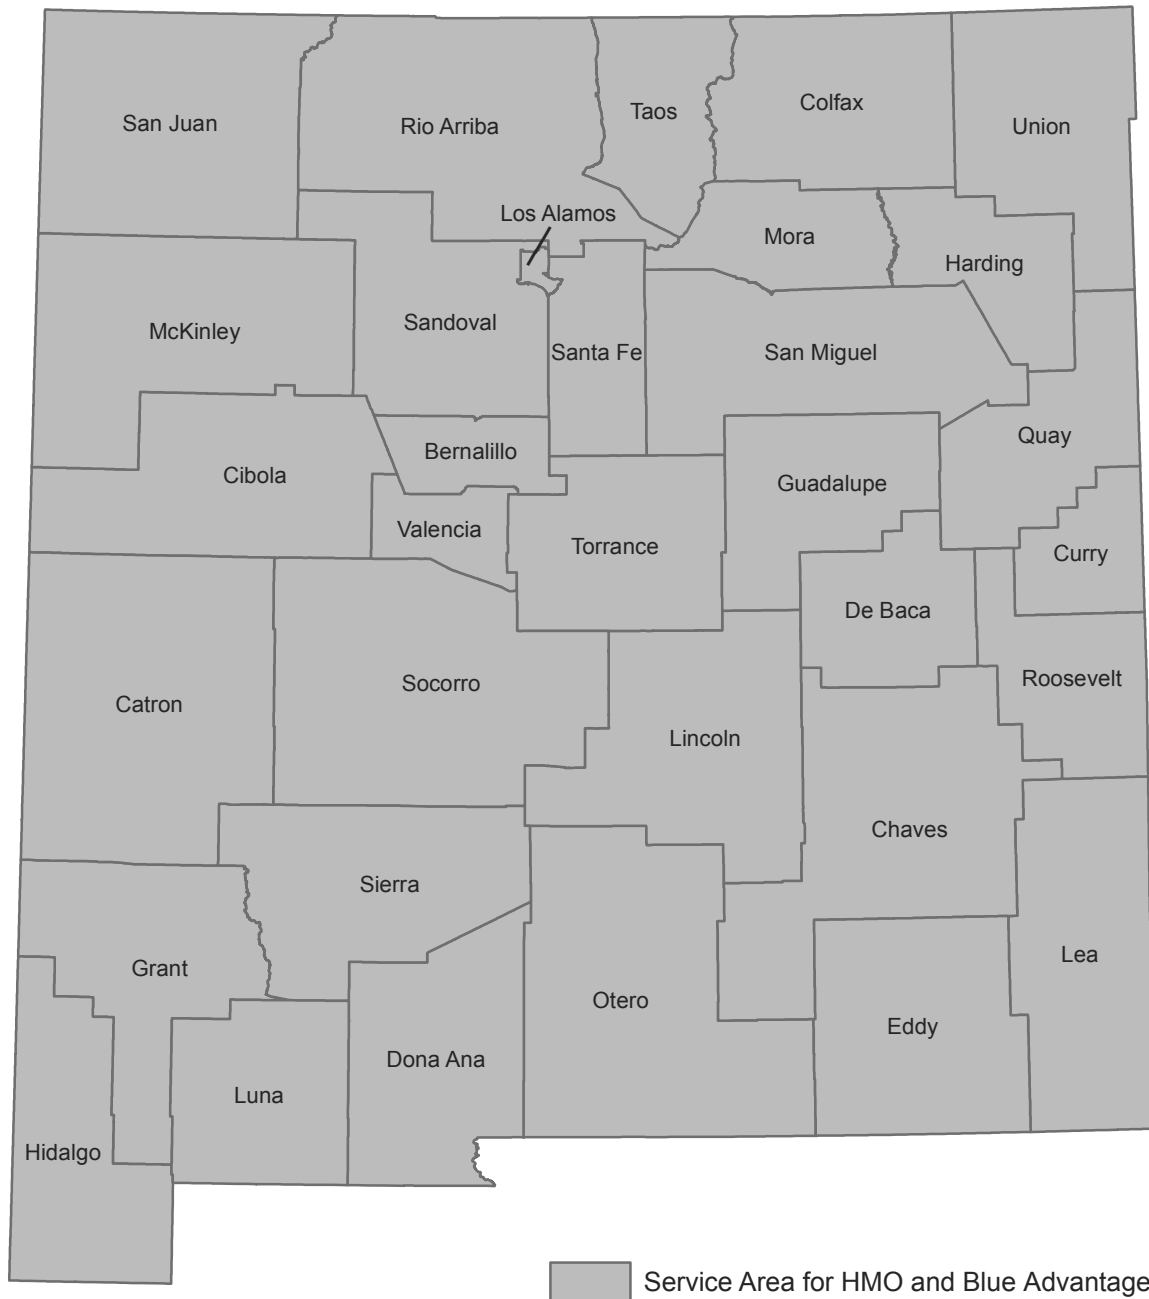 San Juan
Rio Arriba
Taos
Colfax
Union
Los Alamos
Mora
Harding
McKinley
Sandoval
Santa Fe
San Miguel
Cibola
Bernalillo
Quay
Guadalupe
Valencia
Torrance
Curry
De Baca
Catron
Socorro
Roosevelt
Lincoln
Chaves
Sierra
Grant
Lea
Otero
Eddy
Dona Ana
Luna
Hidalgo
Service Area for HMO and Blue Advantage